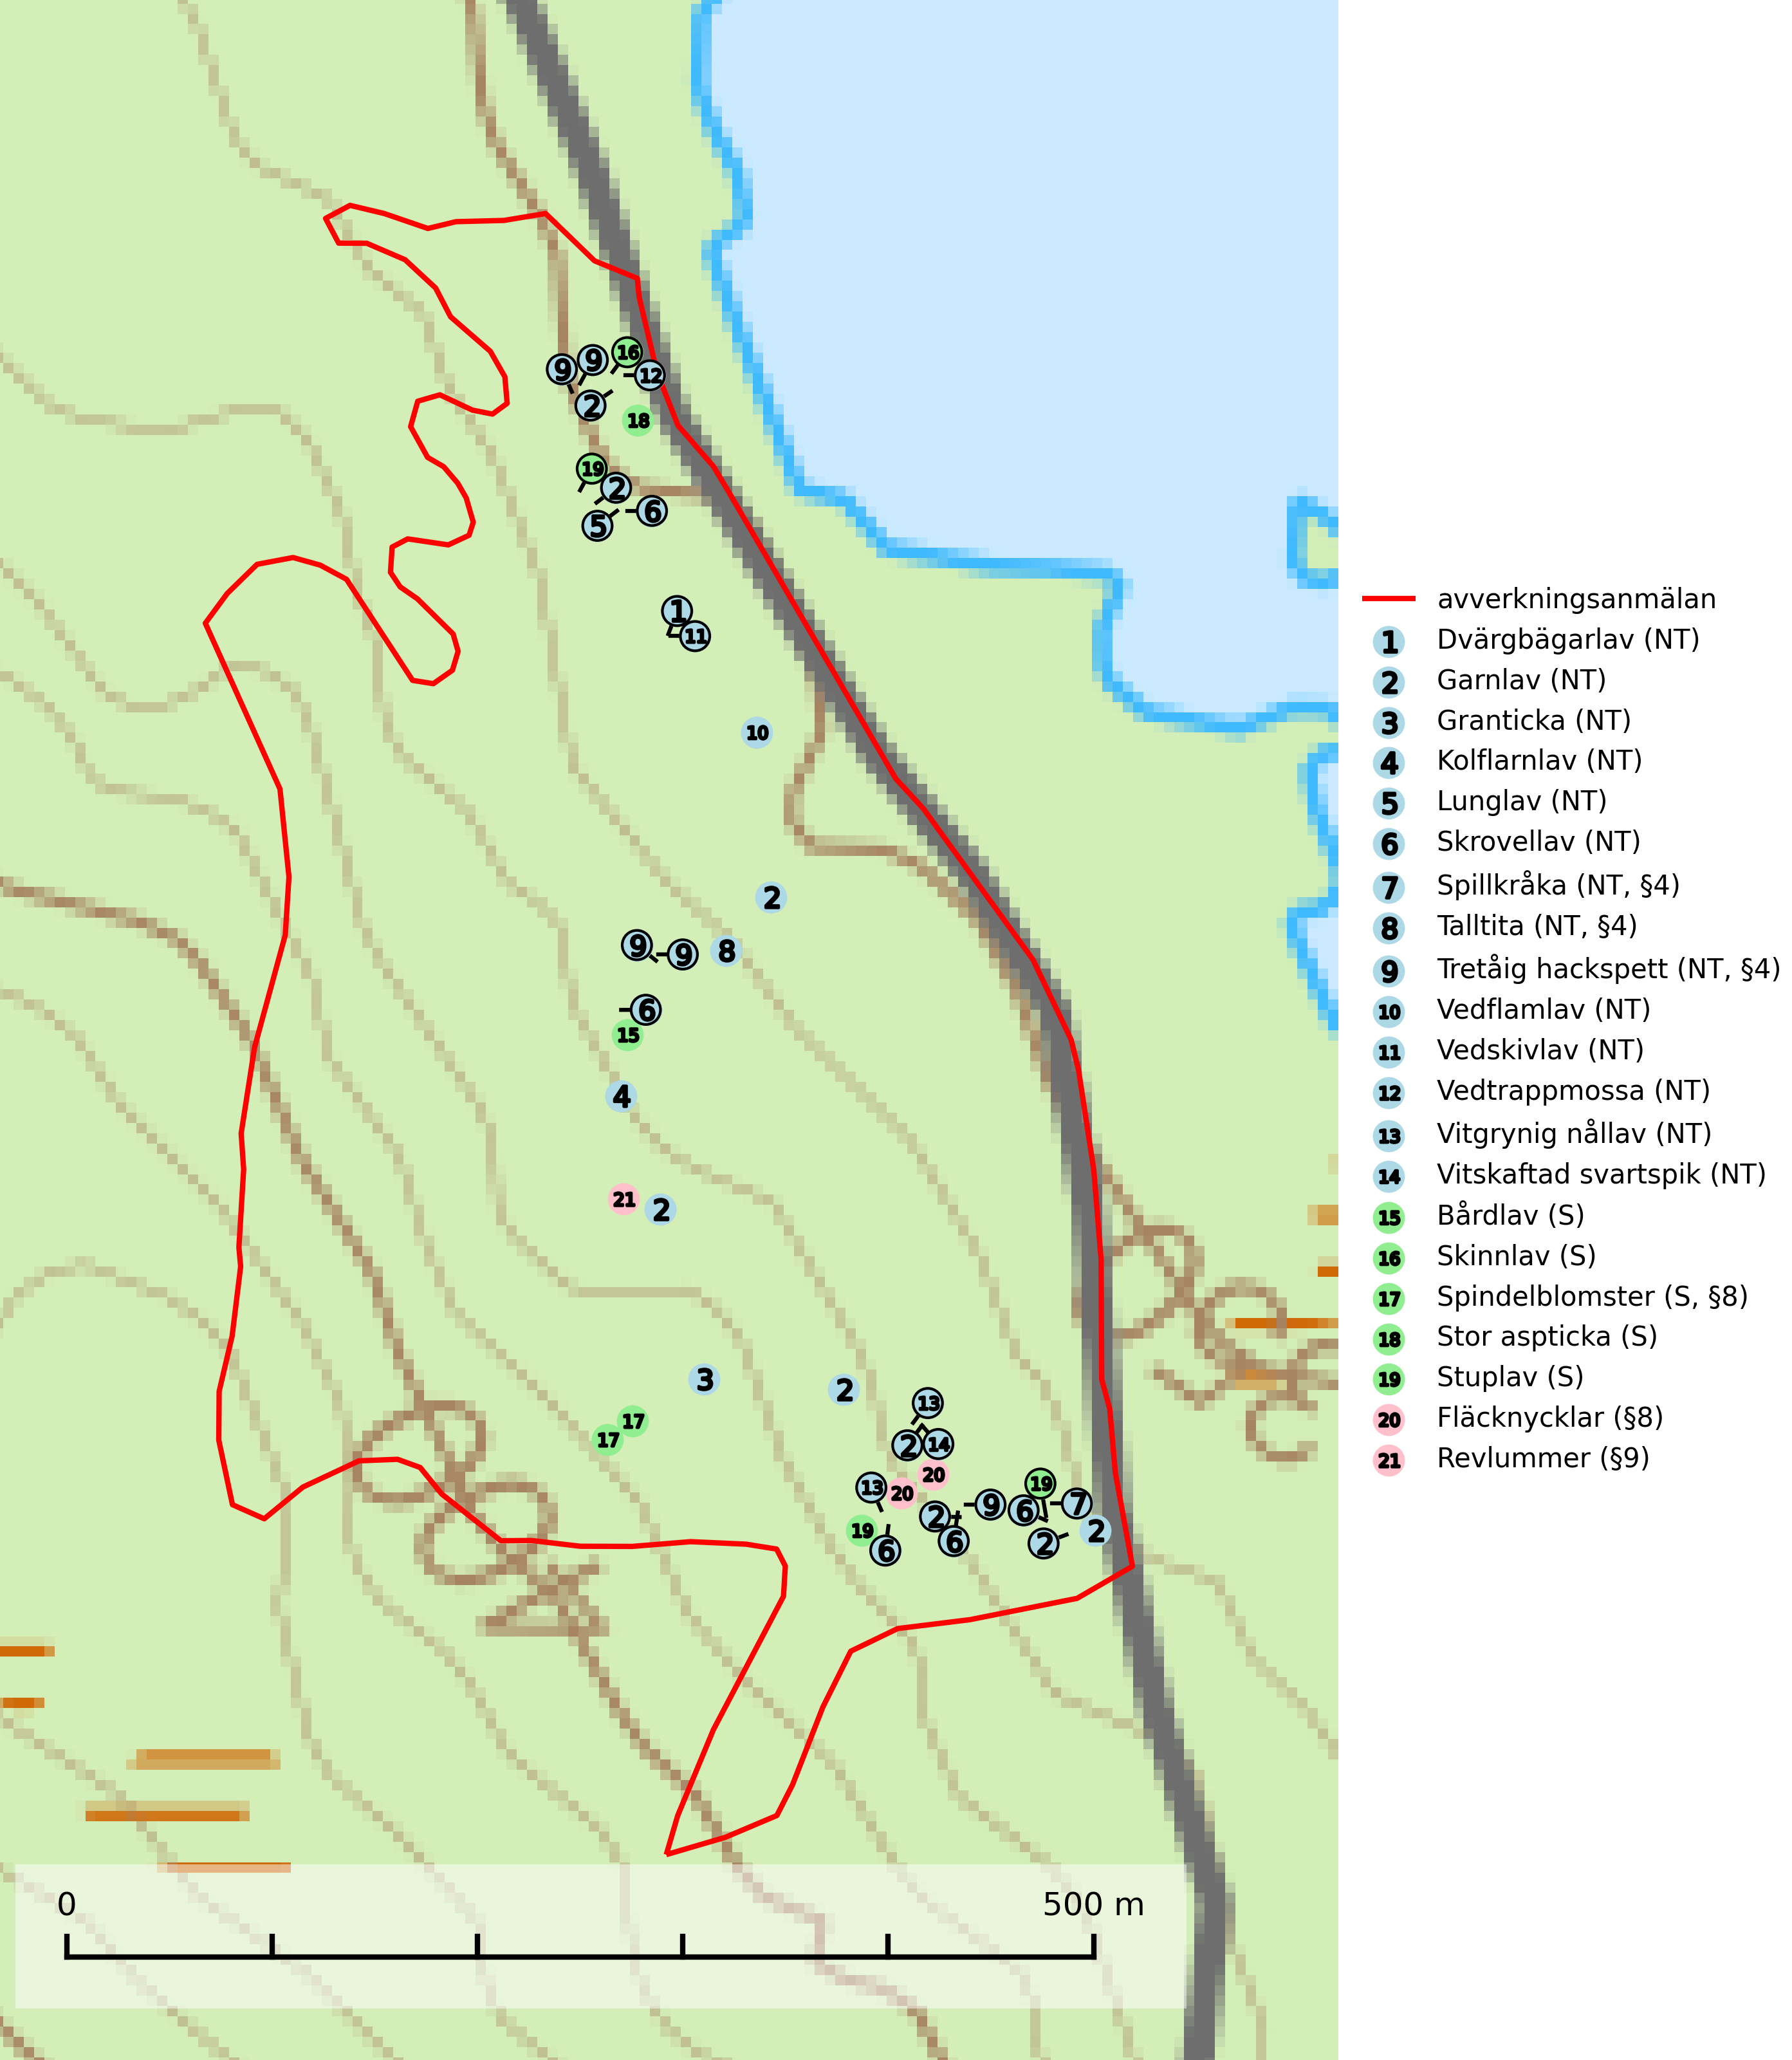 9 9 16
12
2
18
19
2
6
5
1
11
10
2
9 9 8
6
15
4
21 2
3 2
13
17
17 2 14
20
13 20 19
2 9 6 7
19 6 6 2 2
0 500 m
avverkningsanmälan
1 Dvärgbägarlav (NT)
2 Garnlav (NT)
3 Granticka (NT)
4 Kolflarnlav (NT)
5 Lunglav (NT)
6 Skrovellav (NT)
7 Spillkråka (NT, §4)
8 Talltita (NT, §4)
9 Tretåig hackspett (NT, §4)
10 Vedflamlav (NT)
11 Vedskivlav (NT)
12 Vedtrappmossa (NT)
13 Vitgrynig nållav (NT)
14 Vitskaftad svartspik (NT)
15 Bårdlav (S)
16 Skinnlav (S)
17 Spindelblomster (S, §8)
18 Stor aspticka (S)
19 Stuplav (S)
20 Fläcknycklar (§8)
21 Revlummer (§9)